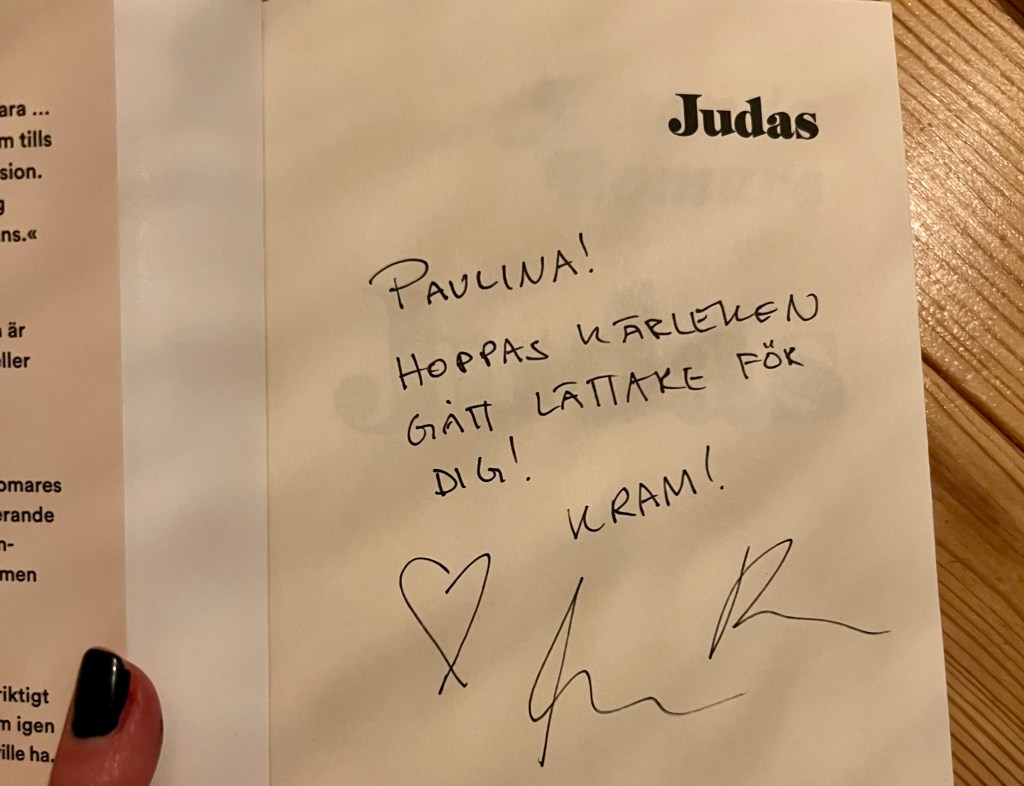 ara ...
m tills
sion.
g
ns.«
är
eller
omares
erande
n-
men
riktigt
m igen
ville ha.
Judas
PAULINA!
HOPPAS KÄRLEKEN
GÅTT LÄTTARE FÖR
DIG!
KRAM!